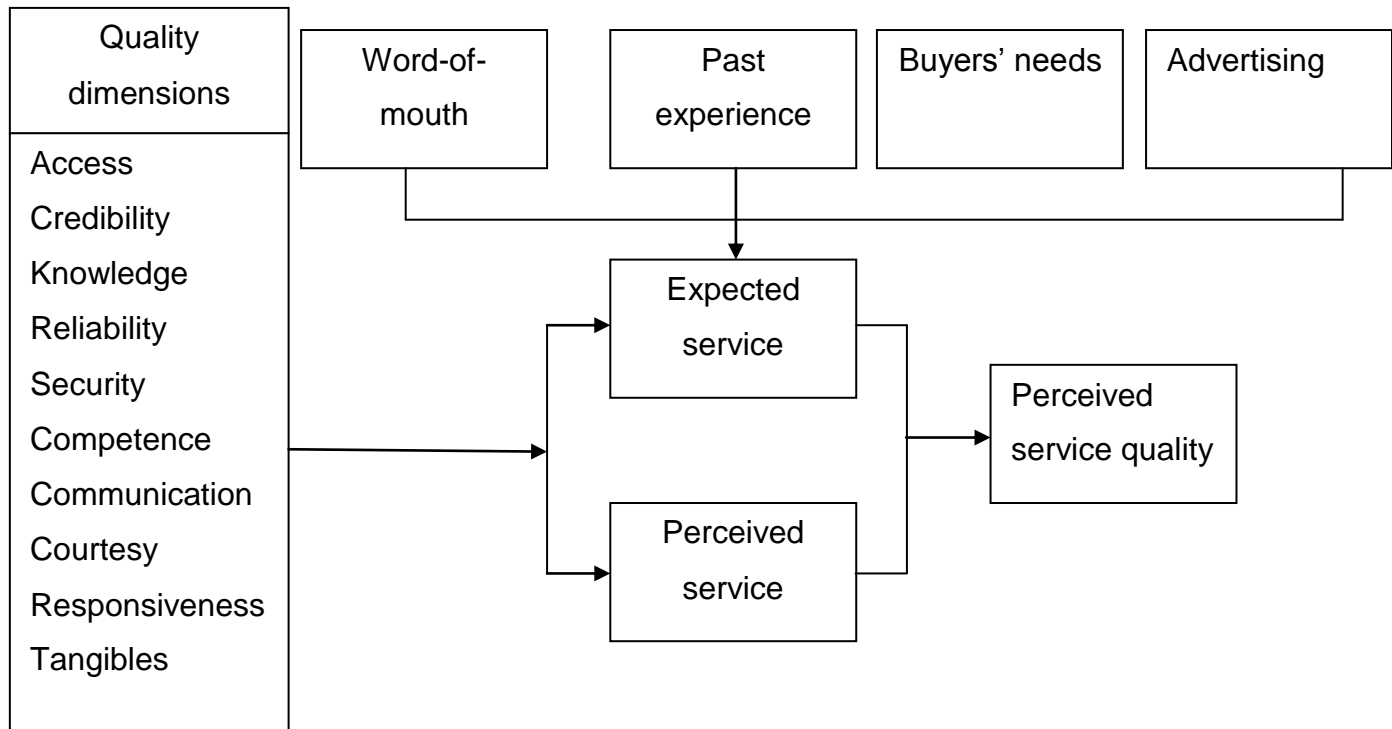 Quality
dimensions
Access
Credibility
Knowledge
Reliability
Security
Competence
Communication
Courtesy
Responsiveness
Tangibles
Word-of-
mouth
Past
experience
Buyers’ needs
Advertising
Expected
service
Perceived
service
Perceived
service quality